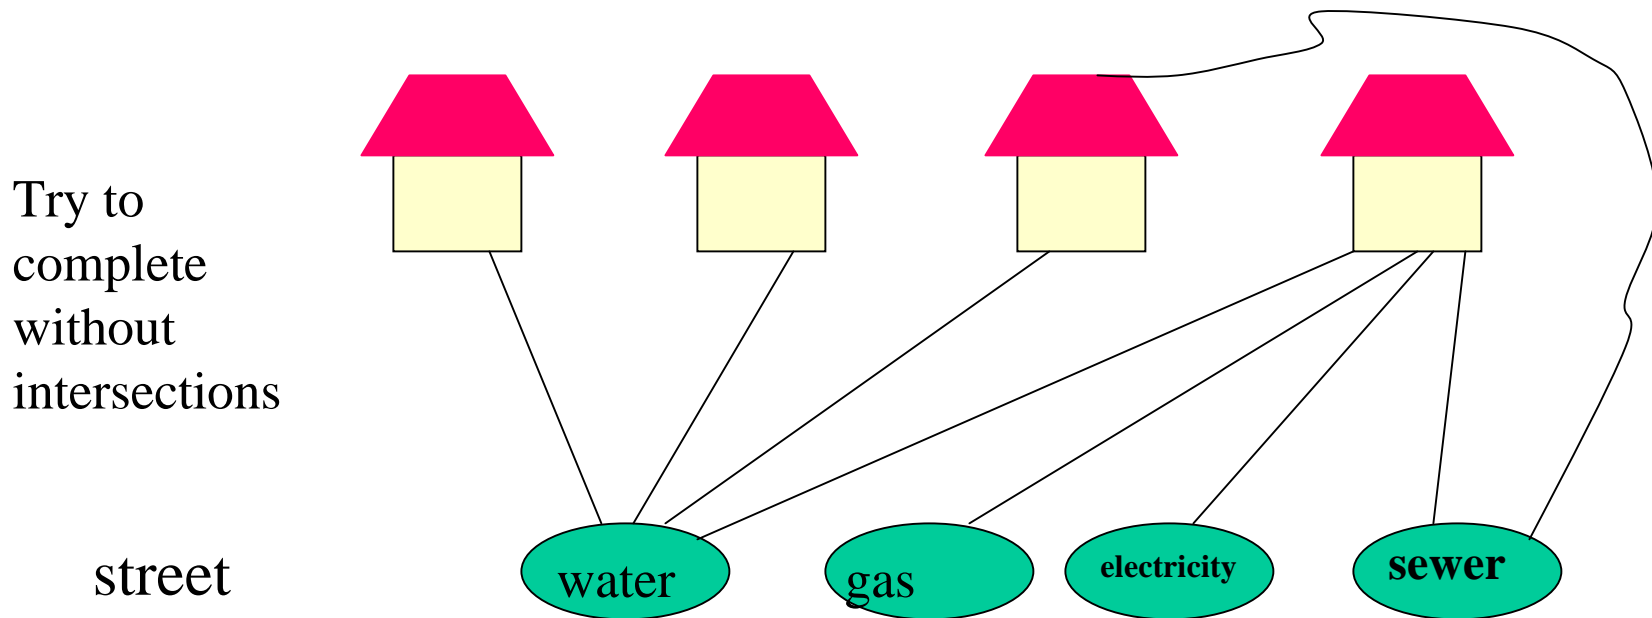 Try to
complete
without
intersections
street
water
gas
electricity
sewer